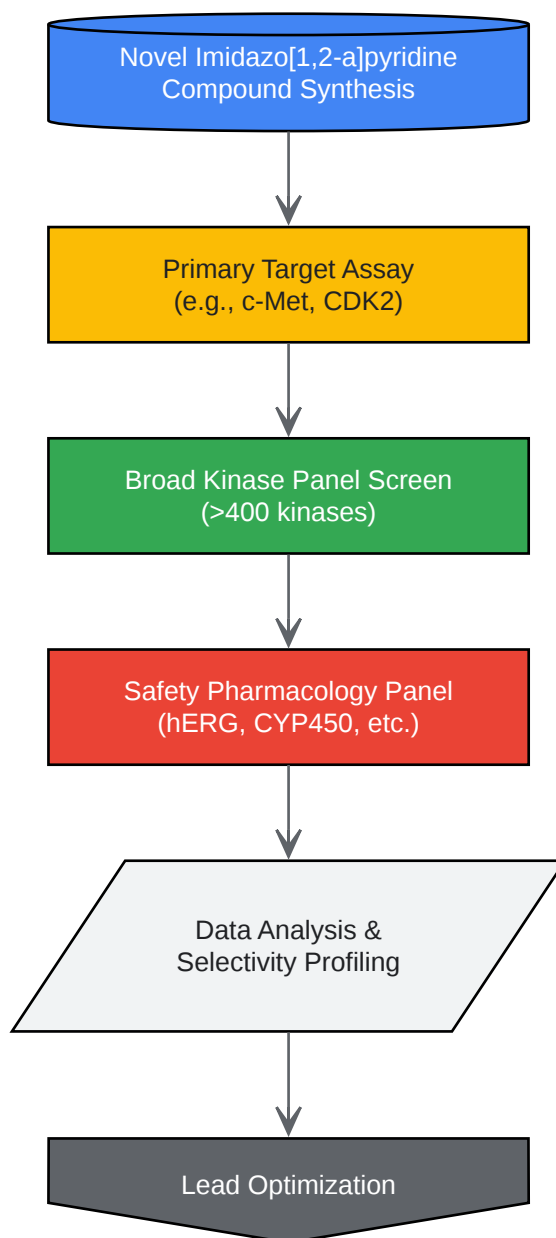 Novel Imidazo[1,2-a]pyridine
Compound Synthesis
Primary Target Assay
(e.g., c-Met, CDK2)
Broad Kinase Panel Screen
(>400 kinases)
Safety Pharmacology Panel
(hERG, CYP450, etc.)
Data Analysis &
Selectivity Profiling
Lead Optimization